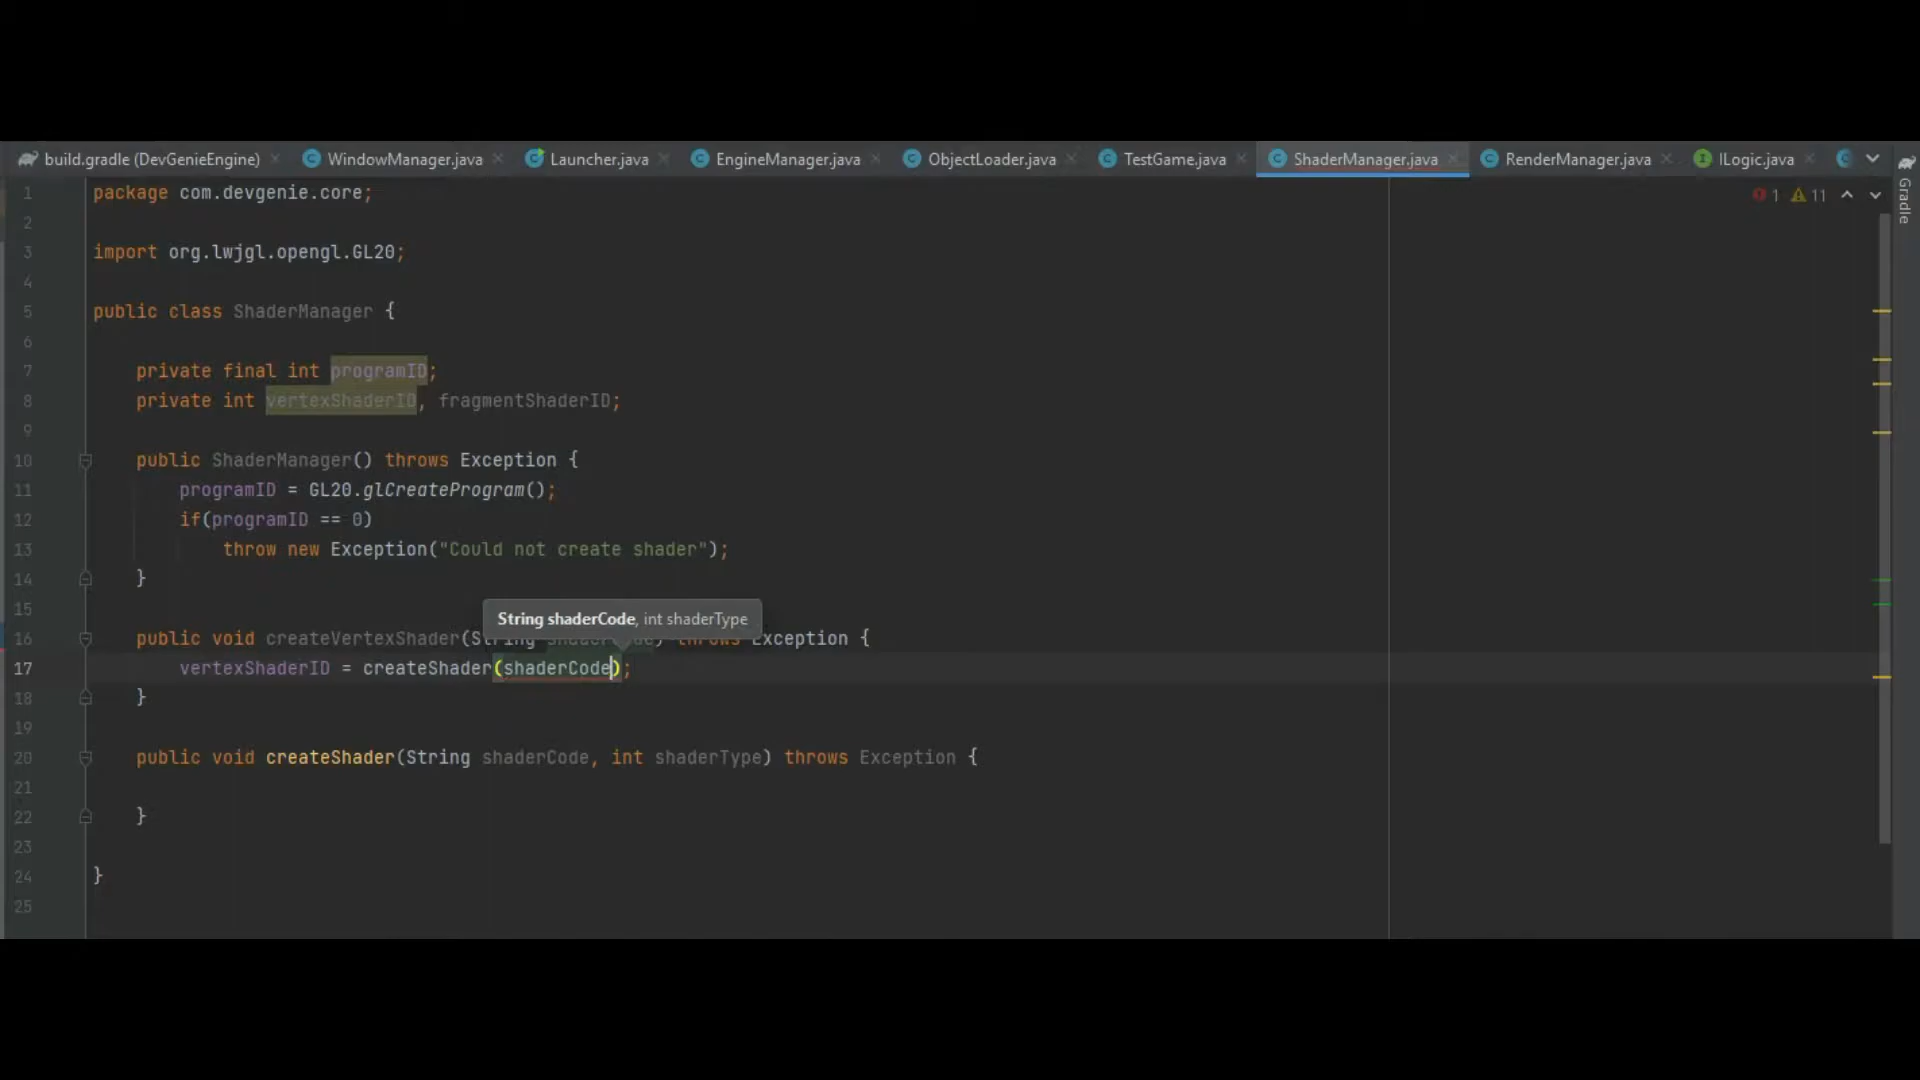 build.gradle (DevGenieEngine) WindowManager.java Launcher.java EngineManager.java ObjectLoader.java TestGame.java ShaderManager.java RenderManager.java ILogic.java
Gradle
1 11
1 package com.devgenie.core;
2
3 import org.lwjgl.opengl.GL20;
4
5 public class ShaderManager {
6
7 private final int programID;
8 private int vertexShaderID, fragmentShaderID;
9
10 public ShaderManager() throws Exception {
11 programID = GL20.glCreateProgram();
12 if(programID == 0)
13 throw new Exception("Could not create shader");
14 }
15
String shaderCode, int shaderType
16 public void createVertexShader(String shaderCode) throws Exception {
17 vertexShaderID = createShader(shaderCode);
18 }
19
20 public void createShader(String shaderCode, int shaderType) throws Exception {
21
22 }
23
24 }
25